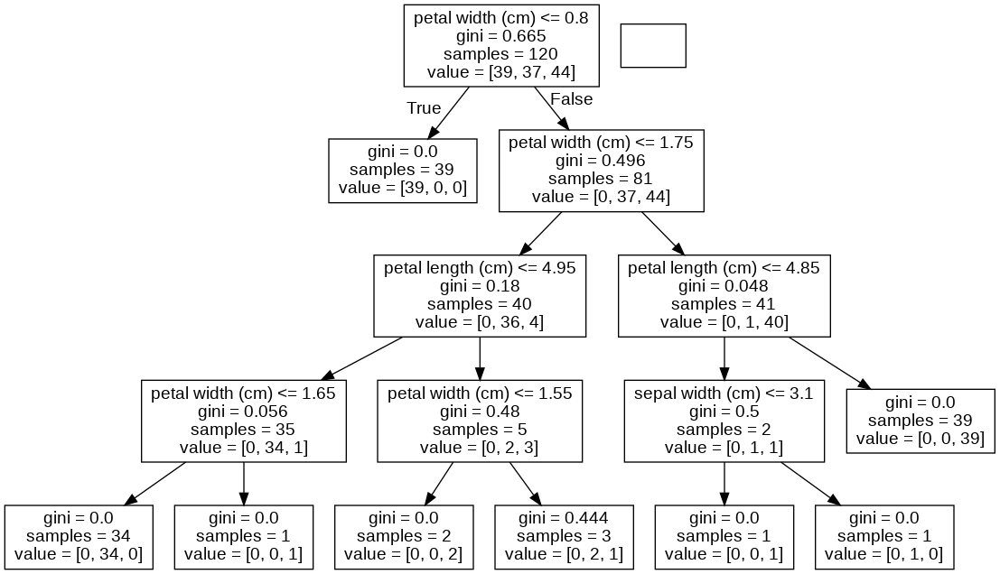 petal width (cm) <= 0.8
gini = 0.665
samples = 120
value = [39, 37, 44]
True
False
gini = 0.0
samples = 39
value = [39, 0, 0]
petal width (cm) <= 1.75
gini = 0.496
samples = 81
value = [0, 37, 44]
petal length (cm) <= 4.95
gini = 0.18
samples = 40
value = [0, 36, 4]
petal length (cm) <= 4.85
gini = 0.048
samples = 41
value = [0, 1, 40]
petal width (cm) <= 1.65
gini = 0.056
samples = 35
value = [0, 34, 1]
petal width (cm) <= 1.55
gini = 0.48
samples = 5
value = [0, 2, 3]
sepal width (cm) <= 3.1
gini = 0.5
samples = 2
value = [0, 1, 1]
gini = 0.0
samples = 39
value = [0, 0, 39]
gini = 0.0
samples = 34
value = [0, 34, 0]
gini = 0.0
samples = 1
value = [0, 0, 1]
gini = 0.0
samples = 2
value = [0, 0, 2]
gini = 0.444
samples = 3
value = [0, 2, 1]
gini = 0.0
samples = 1
value = [0, 0, 1]
gini = 0.0
samples = 1
value = [0, 1, 0]